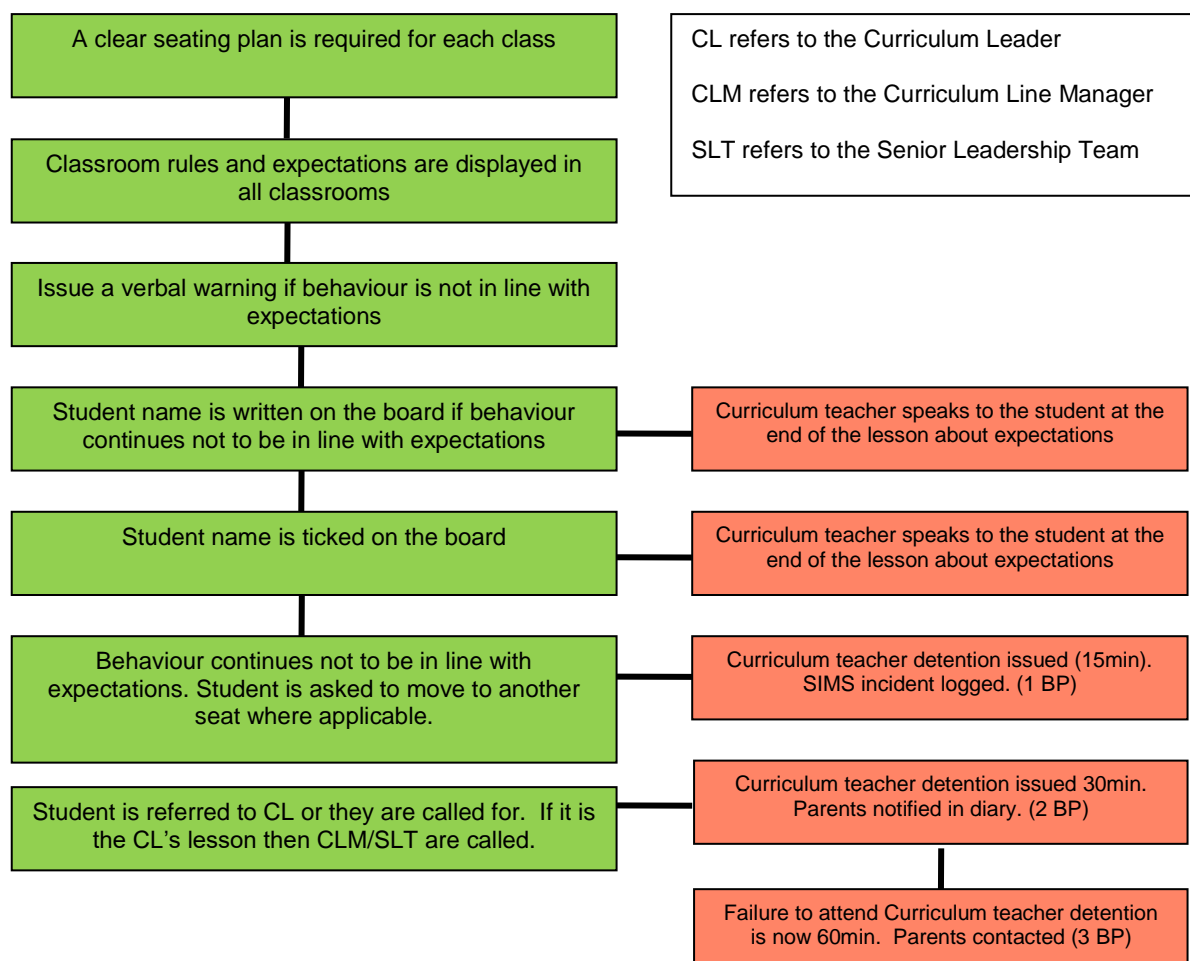 A clear seating plan is required for each class
CL refers to the Curriculum Leader
CLM refers to the Curriculum Line Manager
SLT refers to the Senior Leadership Team
Classroom rules and expectations are displayed in
all classrooms
Issue a verbal warning if behaviour is not in line with
expectations
Student name is written on the board if behaviour
continues not to be in line with expectations
Curriculum teacher speaks to the student at the
end of the lesson about expectations
Student name is ticked on the board
Curriculum teacher speaks to the student at the
end of the lesson about expectations
Behaviour continues not to be in line with
expectations. Student is asked to move to another
seat where applicable.
Curriculum teacher detention issued (15min).
SIMS incident logged. (1 BP)
Student is referred to CL or they are called for.  If it is
the CL's lesson then CLM/SLT are called.
Curriculum teacher detention issued 30min.
Parents notified in diary. (2 BP)
Failure to attend Curriculum teacher detention
is now 60min.  Parents contacted (3 BP)